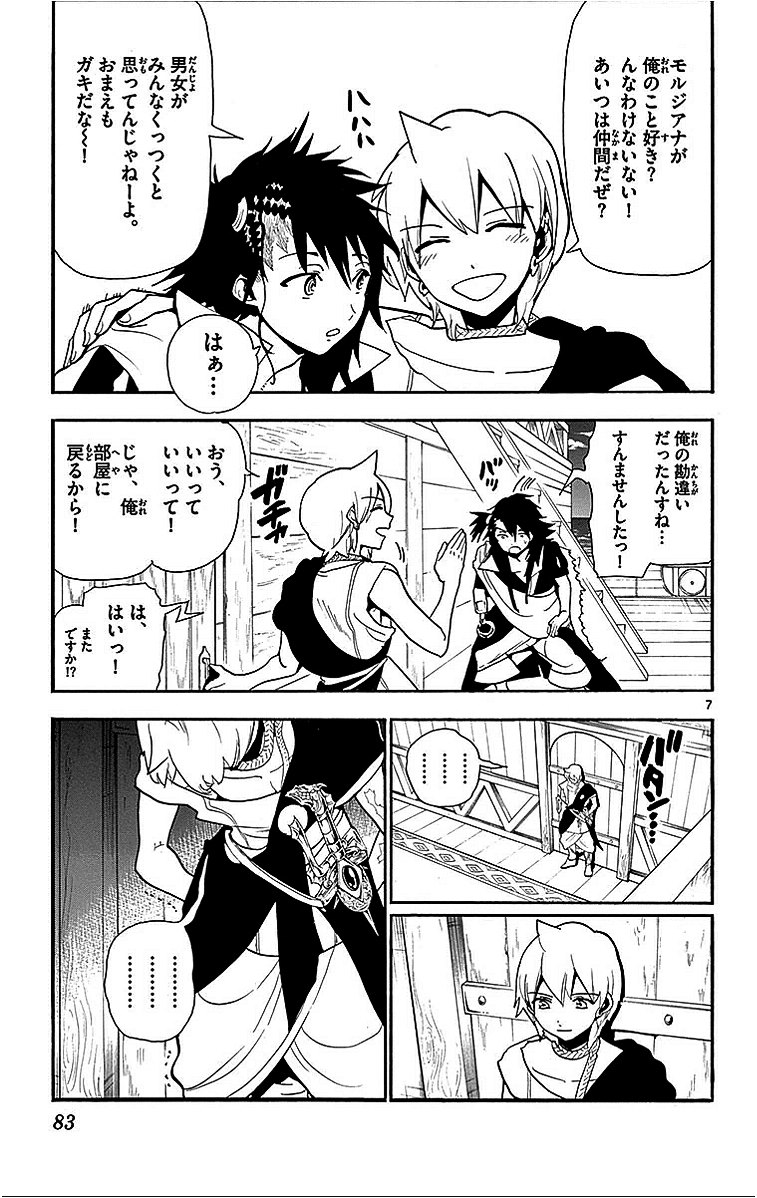 モルジアナが
俺のこと好き？
んなわけないない！
あいつは仲間だぜ？
ハハハ
男女が
みんなくっつくと
思ってんじゃねーよ。
おまえも
ガキだな〜！
はぁ…
俺の勘違い
だったんすね…
すんませんしたっ！
バッ
ガチャ
おう、
いいって
いいって！
じゃ、俺
部屋に
戻るから！
は、
はいっ！
また
ですか!?
7
バタン…
………
………
………
………
83